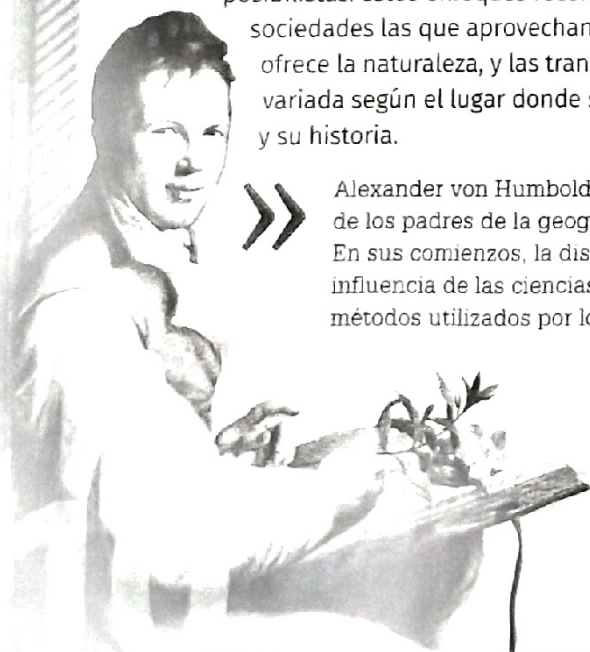 sociedades las que aprovechan
ofrece la naturaleza, y las tran
variada según el lugar donde s
y su historia.
Alexander von Humbold
de los padres de la geog
En sus comienzos, la dis
influencia de las ciencias
métodos utilizados por lo